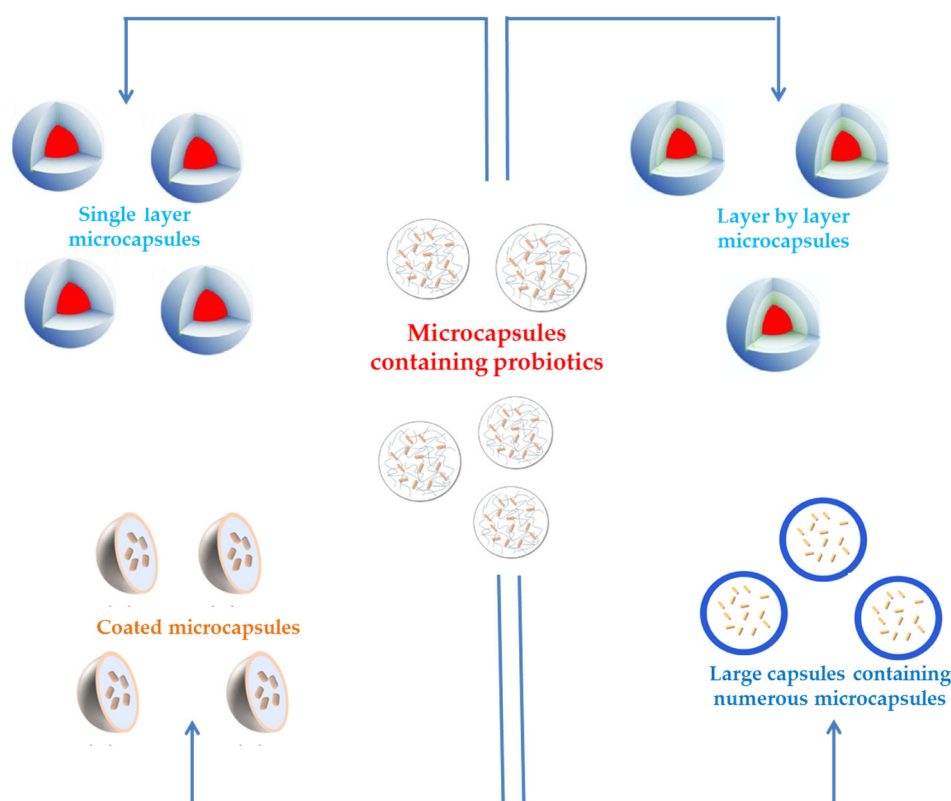 Single layer
microcapsules
Layer by layer
microcapsules
Microcapsules
containing probiotics
Coated microcapsules
Large capsules containing
numerous microcapsules